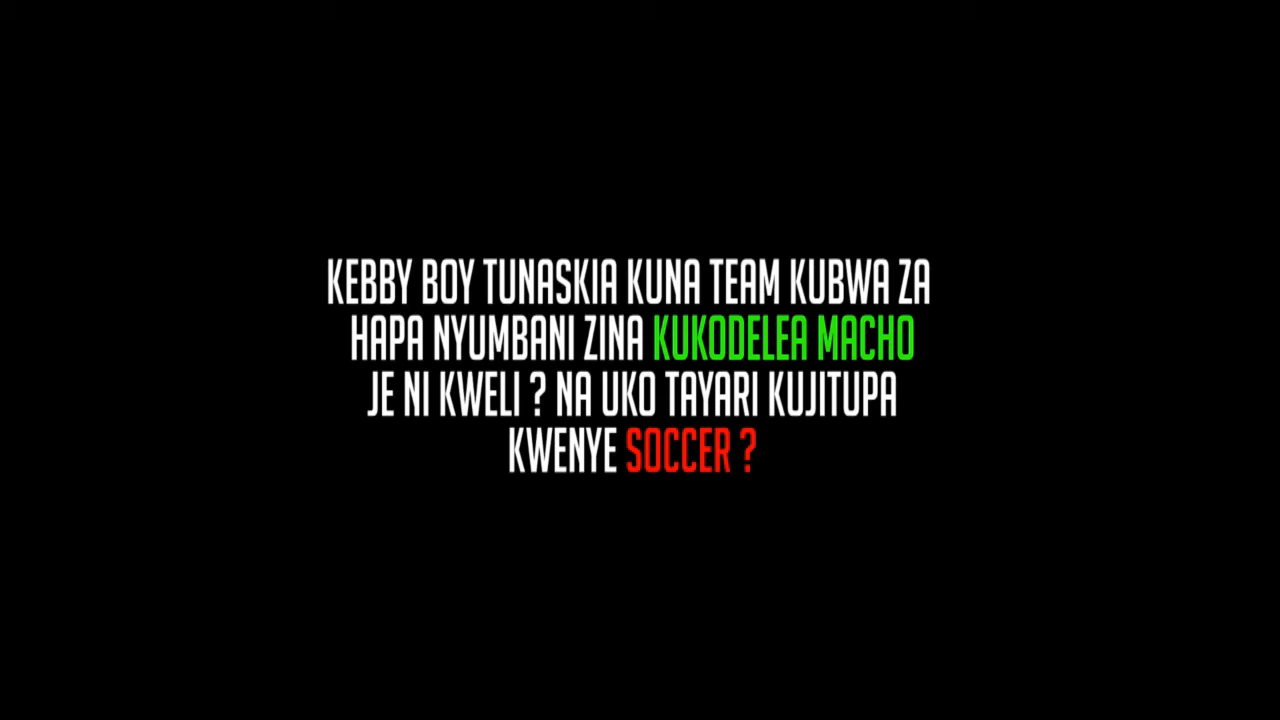 KEBBY BOY TUNASKIA KUNA TEAM KUBWA ZA
HAPA NYUMBANI ZINA KUKODELEA MACHO
JE NI KWELI ? NA UKO TAYARI KUJITUPA
KWENYE SOCCER ?